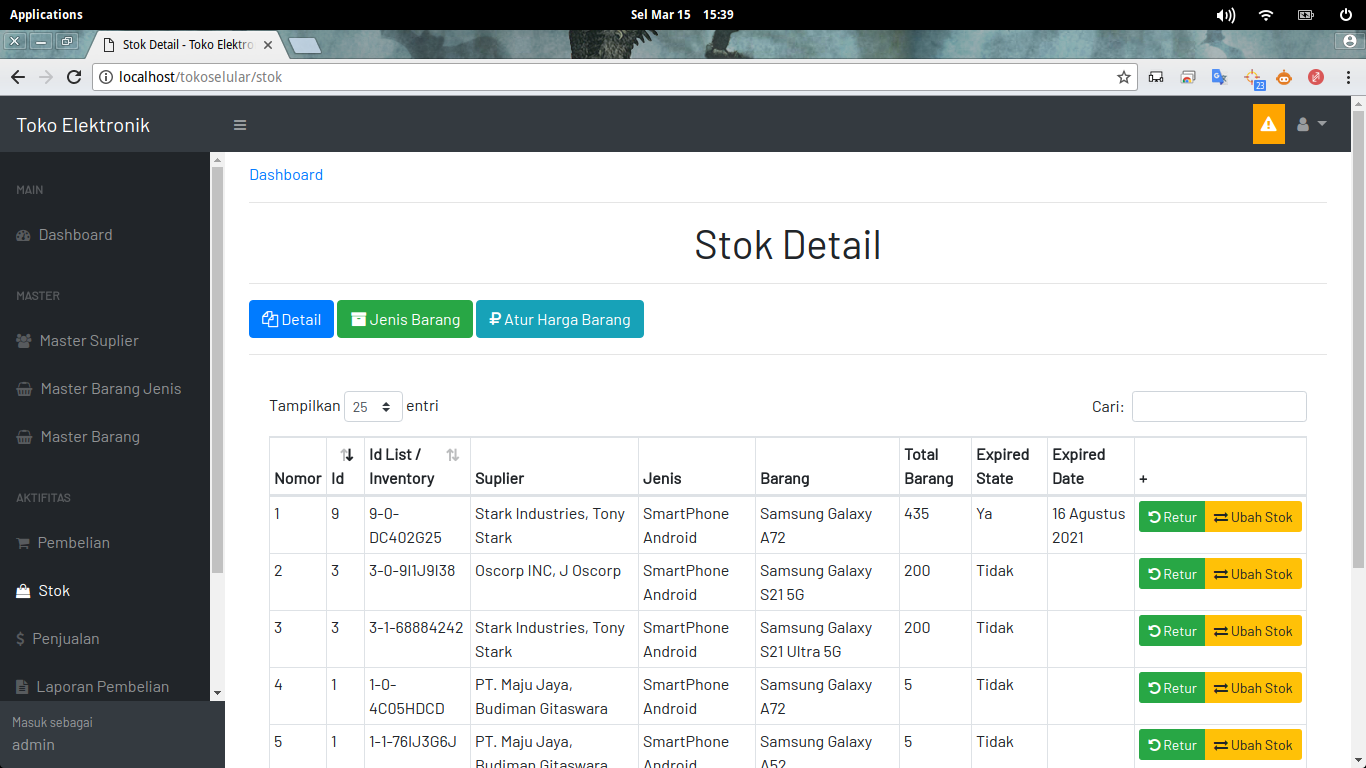 Applications
Sel Mar 15 15:39
Stok Detail - Toko Elektro
localhost/tokoselular/stok
23
Toko Elektronik
MAIN
Dashboard
MASTER
Master Suplier
Master Barang Jenis
Master Barang
AKTIFITAS
Pembelian
Stok
Penjualan
Laporan Pembelian
Masuk sebagai
admin
Dashboard
Stok Detail
Detail Jenis Barang Atur Harga Barang
Tampilkan 25 entri
Cari:
Nomor Id Id List / Inventory Suplier Jenis Barang Total Barang Expired State Expired Date +
1 9 9-0-DC402G25 Stark Industries, Tony Stark SmartPhone Android Samsung Galaxy A72 435 Ya 16 Agustus 2021 Retur Ubah Stok
2 3 3-0-9I1J9I38 Oscorp INC, J Oscorp SmartPhone Android Samsung Galaxy S21 5G 200 Tidak Retur Ubah Stok
3 3 3-1-68884242 Stark Industries, Tony Stark SmartPhone Android Samsung Galaxy S21 Ultra 5G 200 Tidak Retur Ubah Stok
4 1 1-0-4C05HDCD PT. Maju Jaya, Budiman Gitaswara SmartPhone Android Samsung Galaxy A72 5 Tidak Retur Ubah Stok
5 1 1-1-76IJ3G6J PT. Maju Jaya, Budiman Gitaswara SmartPhone Android Samsung Galaxy A52 5 Tidak Retur Ubah Stok